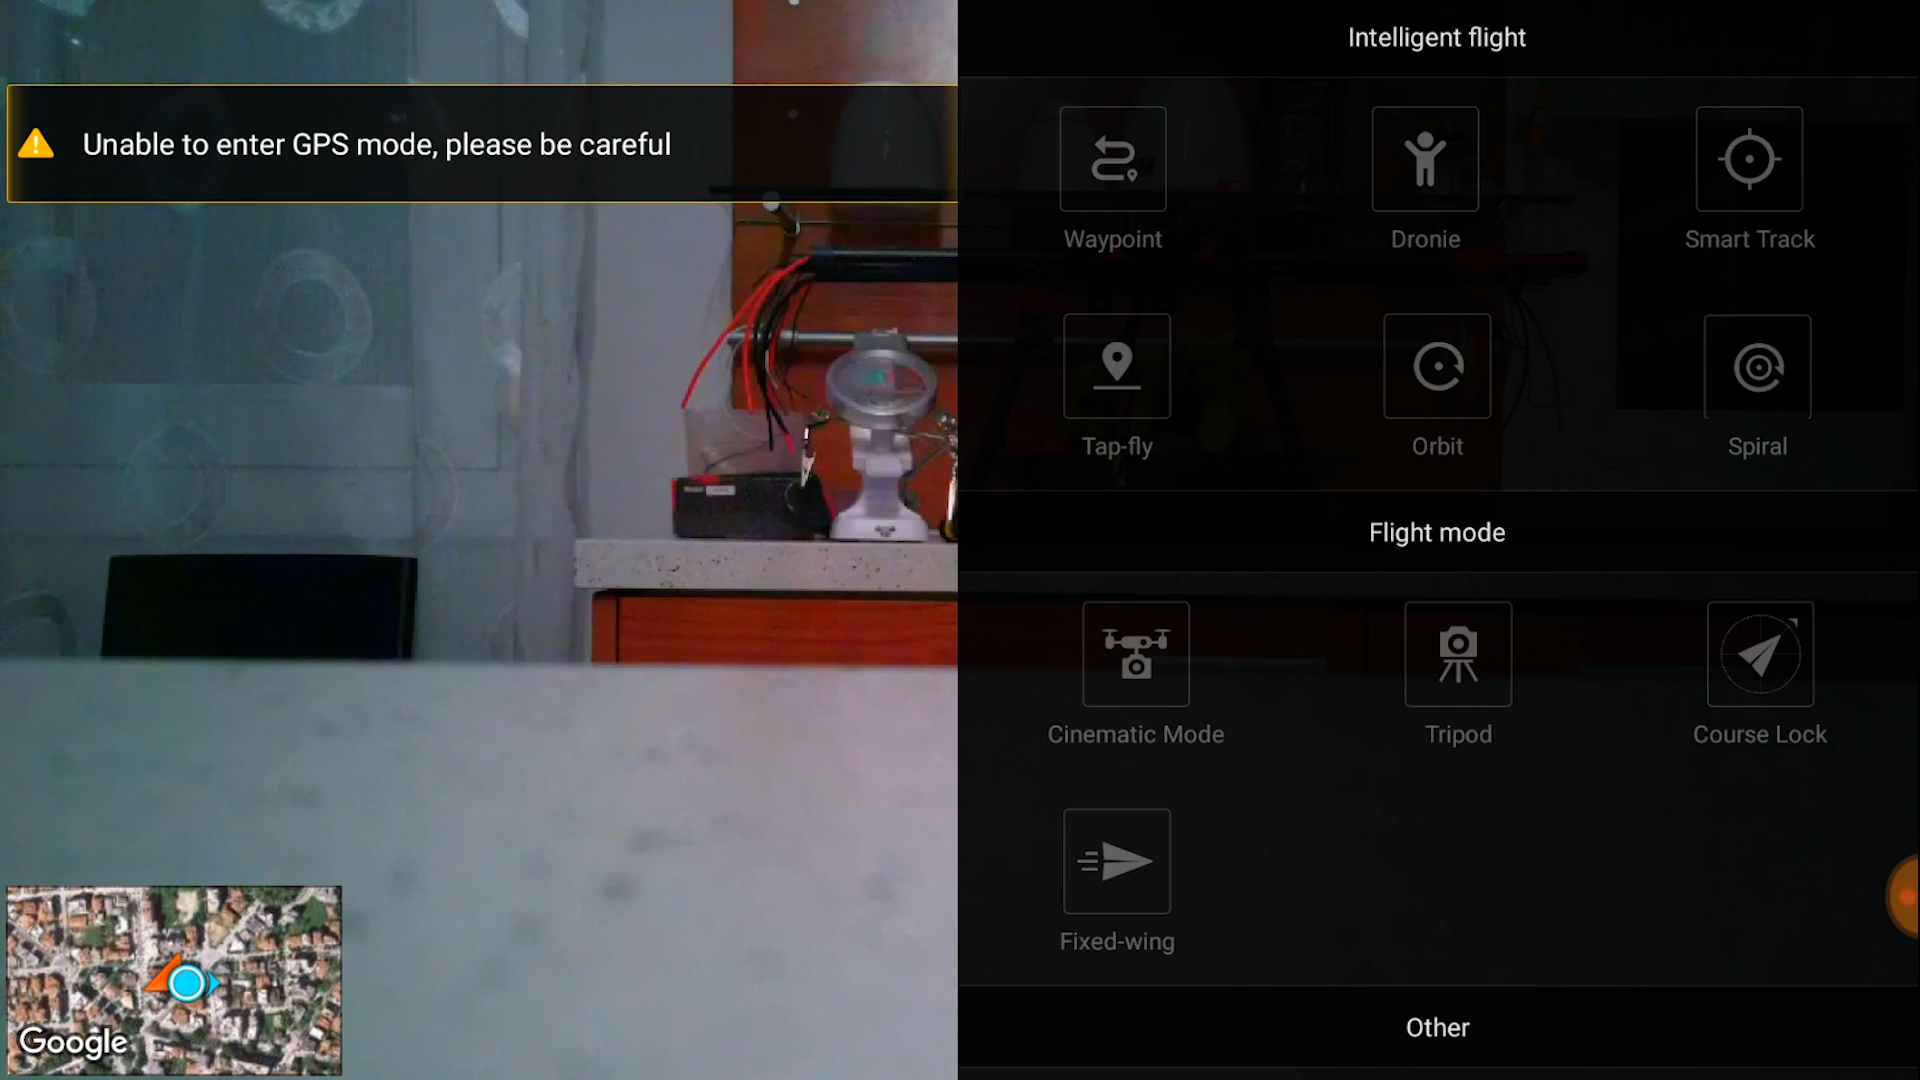 Unable to enter GPS mode, please be careful
Google
Intelligent flight
Waypoint
Dronie
Smart Track
Tap-fly
Orbit
Spiral
Flight mode
Cinematic Mode
Tripod
Course Lock
Fixed-wing
Other